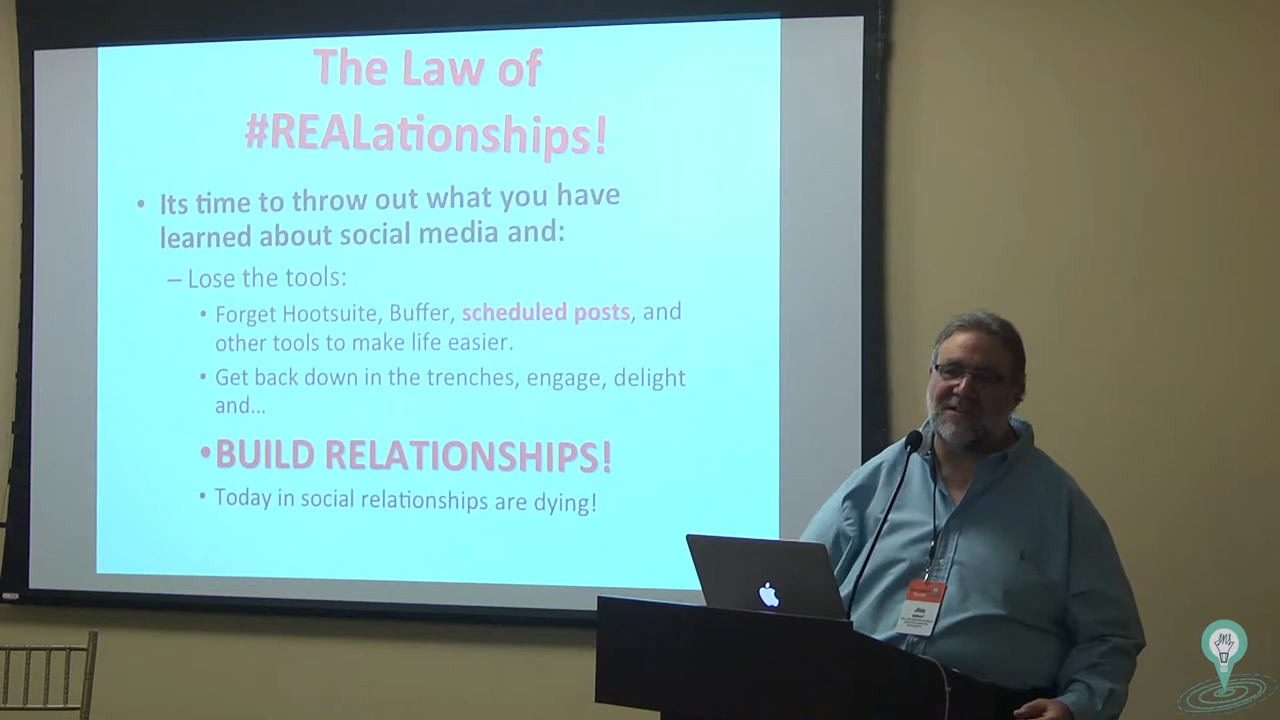 The Law of
#REALationships!
• Its time to throw out what you have
learned about social media and:
– Lose the tools:
• Forget Hootsuite, Buffer, scheduled posts, and
other tools to make life easier.
• Get back down in the trenches, engage, delight
and...
•BUILD RELATIONSHIPS!
• Today in social relationships are dying!
Jim